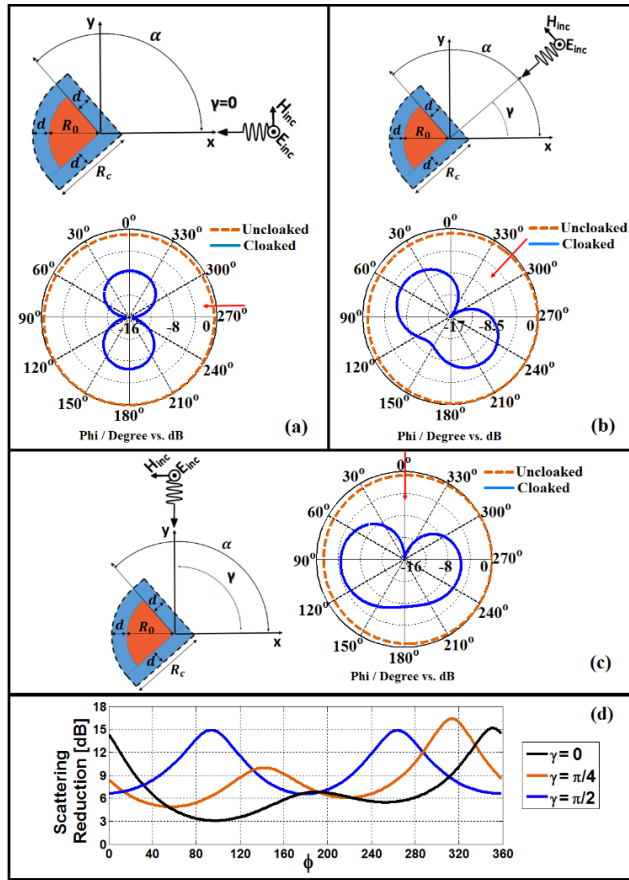 y
α
γ=0
H_inc
E_inc
x
d
d
R_0
d
R_c
Uncloaked
Cloaked
0°
30°
330°
60°
300°
90°
-16
-8
0
270°
120°
240°
150°
210°
180°
Phi / Degree vs. dB
(a)
H_inc
E_inc
y
α
γ
x
d
d
R_0
d
R_c
Uncloaked
Cloaked
0°
30°
330°
60°
300°
90°
-17
-8.5
0
270°
120°
240°
150°
210°
180°
Phi / Degree vs. dB
(b)
H_inc
E_inc
y
α
γ
x
d
d
R_0
d
R_c
Uncloaked
Cloaked
0°
30°
330°
60°
300°
90°
16
-8
0
270°
120°
240°
150°
210°
180°
Phi / Degree vs. dB
(c)
(d)
Scattering
Reduction [dB]
18
15
12
9
6
3
0
0
40
80
120
160
200
240
280
320
360
ϕ
γ = 0
γ = π/4
γ = π/2